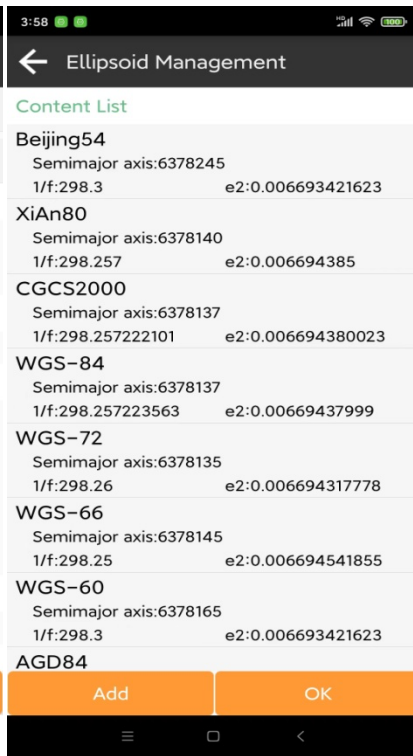 3:58 HD 100
Ellipsoid Management
Content List
Beijing54
Semimajor axis:6378245
1/f:298.3 e2:0.006693421623
XiAn80
Semimajor axis:6378140
1/f:298.257 e2:0.006694385
CGCS2000
Semimajor axis:6378137
1/f:298.257222101 e2:0.006694380023
WGS-84
Semimajor axis:6378137
1/f:298.257223563 e2:0.00669437999
WGS-72
Semimajor axis:6378135
1/f:298.26 e2:0.006694317778
WGS-66
Semimajor axis:6378145
1/f:298.25 e2:0.006694541855
WGS-60
Semimajor axis:6378165
1/f:298.3 e2:0.006693421623
AGD84
Add OK